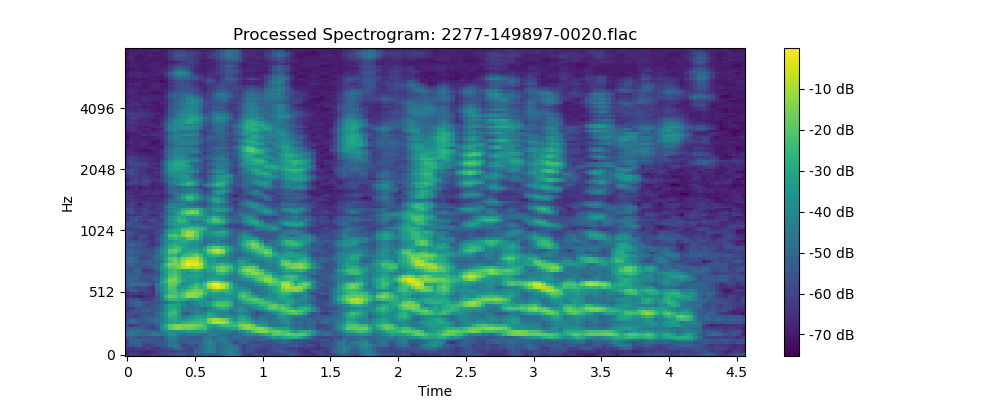 Processed Spectrogram: 2277-149897-0020.flac
Hz
4096
2048
1024
512
0
0 0.5 1 1.5 2 2.5 3 3.5 4 4.5
Time
-10 dB
-20 dB
-30 dB
-40 dB
-50 dB
-60 dB
-70 dB